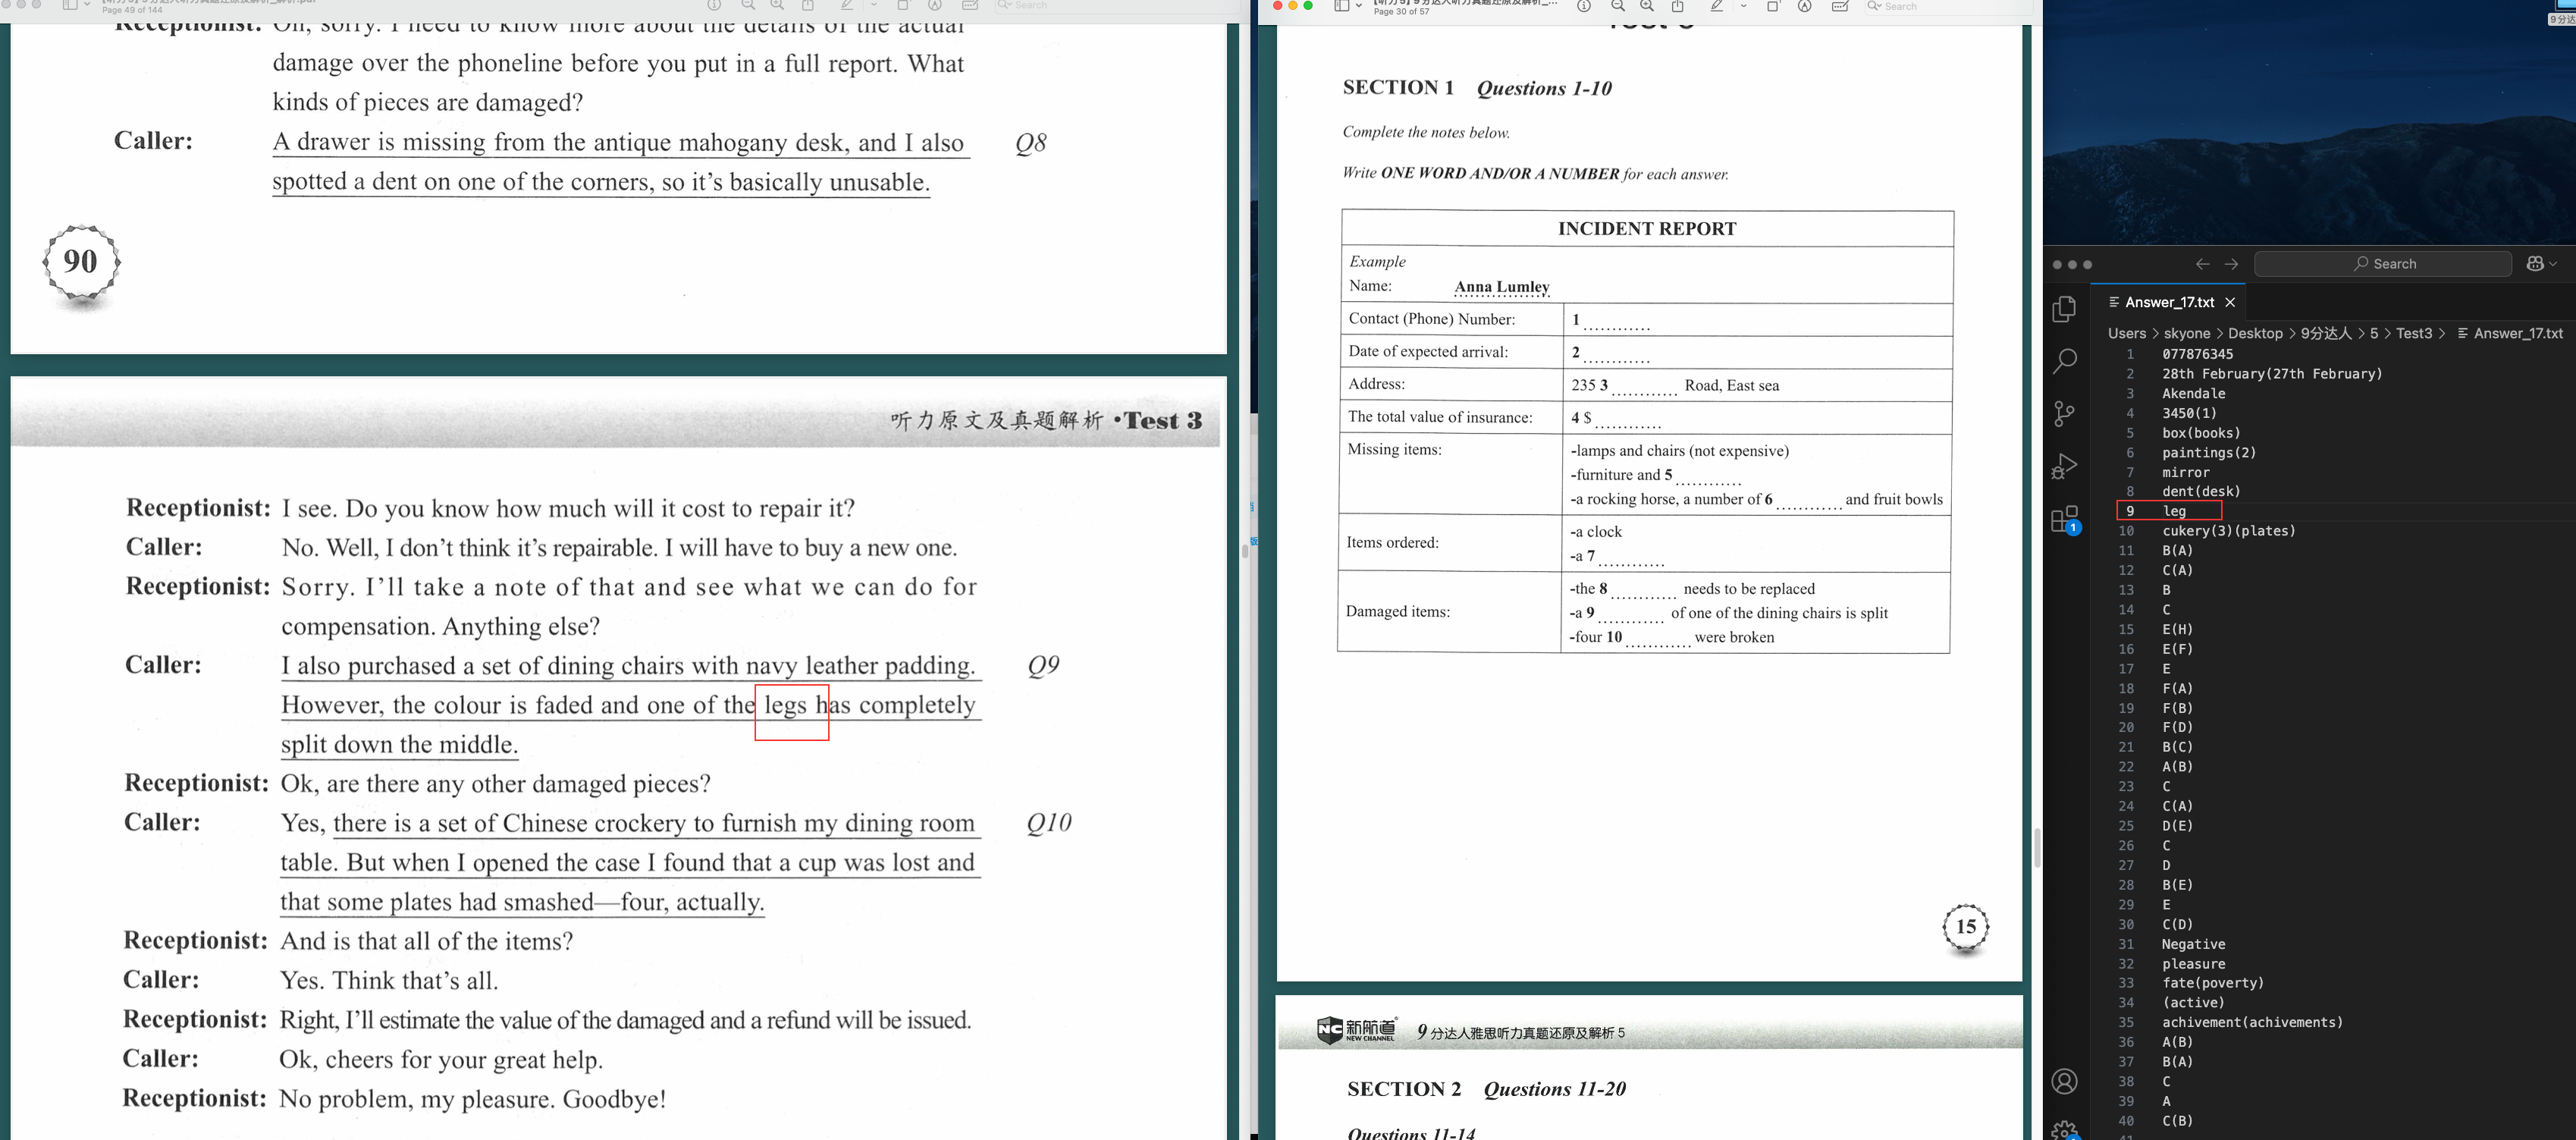 Page 49 of 144
Search
Receptionist: Oh, sorry. I need to know more about the details of the actual
damage over the phoneline before you put in a full report. What
kinds of pieces are damaged?
Caller: A drawer is missing from the antique mahogany desk, and I also Q8
spotted a dent on one of the corners, so it's basically unusable.
90
听力原文及真题解析 •Test 3
Receptionist: I see. Do you know how much will it cost to repair it?
Caller: No. Well, I don't think it's repairable. I will have to buy a new one.
Receptionist: Sorry. I'll take a note of that and see what we can do for
compensation. Anything else?
Caller: I also purchased a set of dining chairs with navy leather padding. Q9
However, the colour is faded and one of the legs has completely
split down the middle.
Receptionist: Ok, are there any other damaged pieces?
Caller: Yes, there is a set of Chinese crockery to furnish my dining room Q10
table. But when I opened the case I found that a cup was lost and
that some plates had smashed—four, actually.
Receptionist: And is that all of the items?
Caller: Yes. Think that's all.
Receptionist: Right, I'll estimate the value of the damaged and a refund will be issued.
Caller: Ok, cheers for your great help.
Receptionist: No problem, my pleasure. Goodbye!
Page 30 of 57
Search
SECTION 1 Questions 1-10
Complete the notes below.
Write ONE WORD AND/OR A NUMBER for each answer.
INCIDENT REPORT
Example
Name: Anna Lumley
Contact (Phone) Number: 1 ............
Date of expected arrival: 2 ............
Address: 235 3 ............ Road, East sea
The total value of insurance: 4 $ ............
Missing items: -lamps and chairs (not expensive)
-furniture and 5 ............
-a rocking horse, a number of 6 ............ and fruit bowls
Items ordered: -a clock
-a 7 ............
Damaged items: -the 8 ............ needs to be replaced
-a 9 ............ of one of the dining chairs is split
-four 10 ............ were broken
15
NC 新航道 NEW CHANNEL 9分达人雅思听力真题还原及解析 5
SECTION 2 Questions 11-20
Questions 11-14
9分达
Search
Answer_17.txt
Users > skyone > Desktop > 9分达人 > 5 > Test3 > Answer_17.txt
1 077876345
2 28th February(27th February)
3 Akendale
4 3450(1)
5 box(books)
6 paintings(2)
7 mirror
8 dent(desk)
9 leg
10 cukery(3)(plates)
11 B(A)
12 C(A)
13 B
14 C
15 E(H)
16 E(F)
17 E
18 F(A)
19 F(B)
20 F(D)
21 B(C)
22 A(B)
23 C
24 C(A)
25 D(E)
26 C
27 D
28 B(E)
29 E
30 C(D)
31 Negative
32 pleasure
33 fate(poverty)
34 (active)
35 achivement(achivements)
36 A(B)
37 B(A)
38 C
39 A
40 C(B)
1